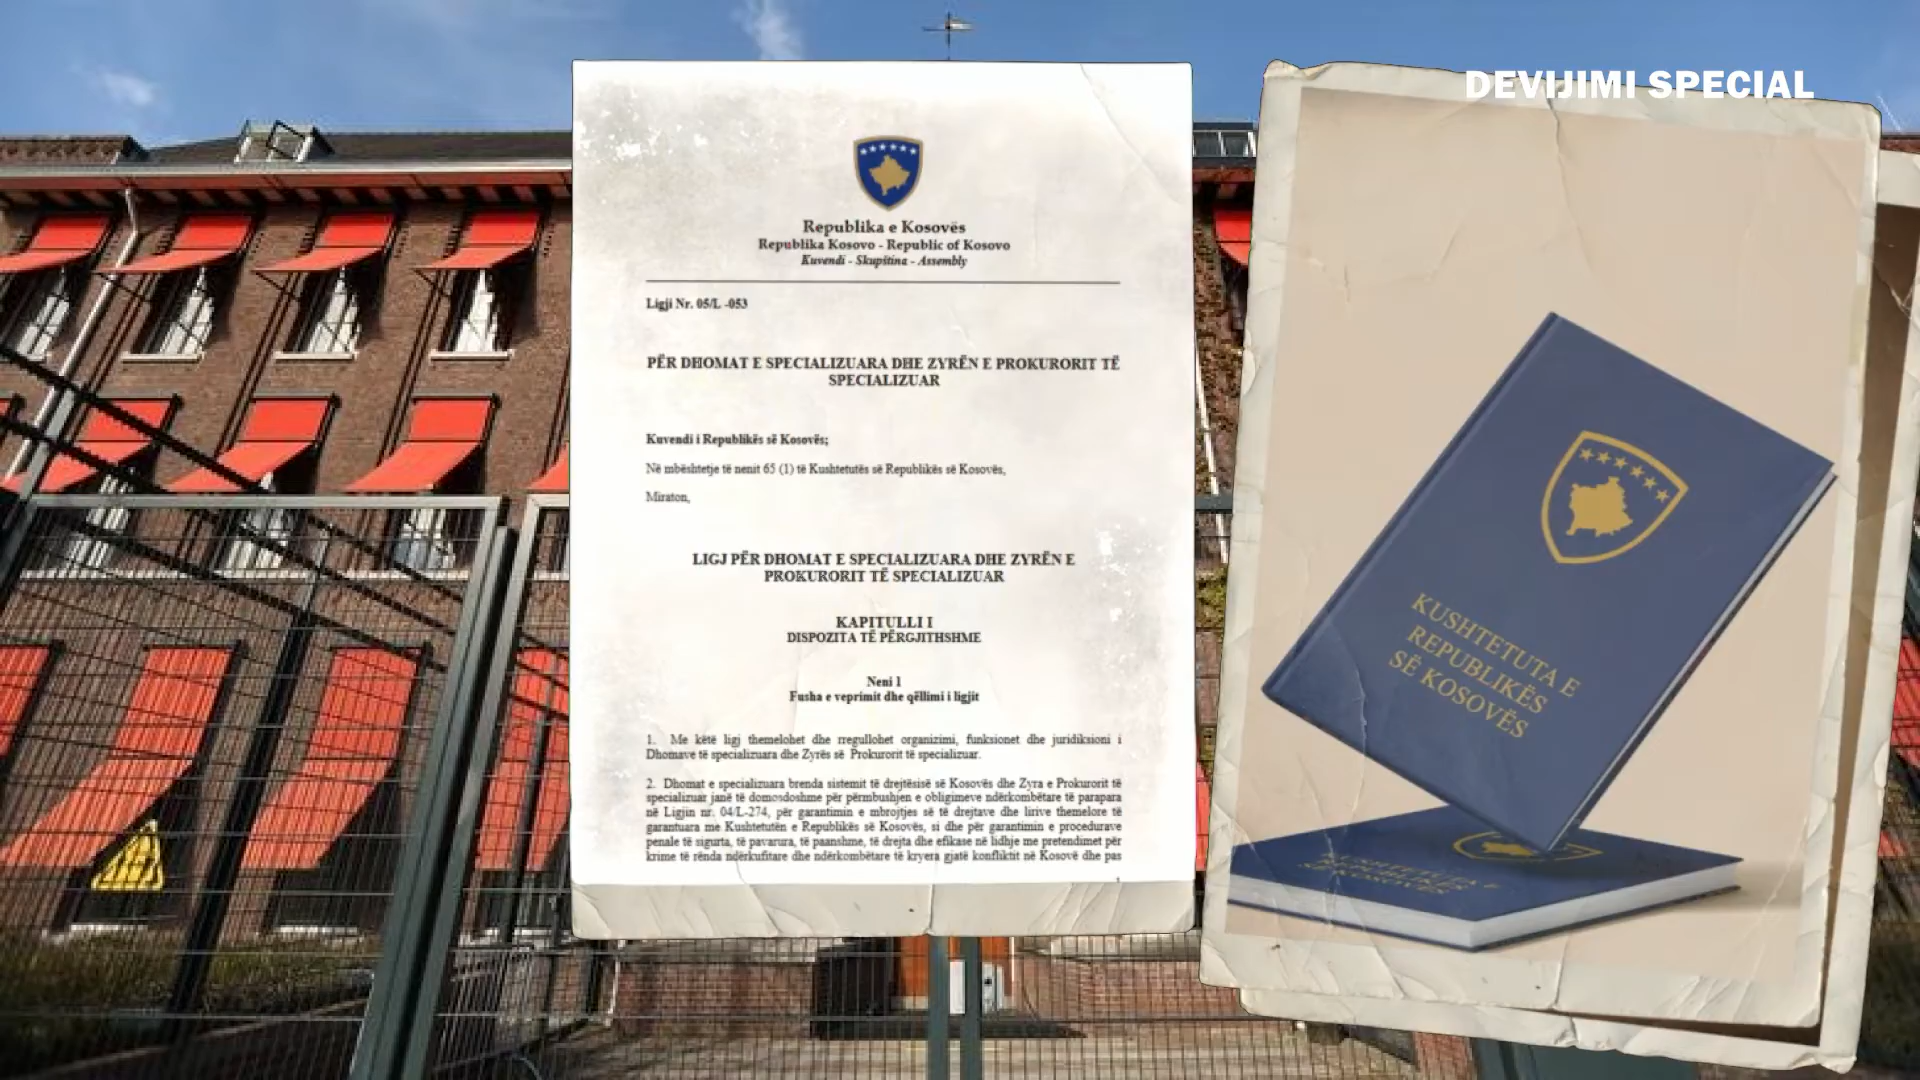 DEVIJIMI SPECIAL
Republika e Kosovës
Republika Kosovo - Republic of Kosovo
Kuvendi - Skupština - Assembly
Ligji Nr. 05/L -053
PËR DHOMAT E SPECIALIZUARA DHE ZYRËN E PROKURORIT TË
SPECIALIZUAR
Kuvendi i Republikës së Kosovës;
Në mbështetje të nenit 65 (1) të Kushtetutës së Republikës së Kosovës,
Miraton,
LIGJ PËR DHOMAT E SPECIALIZUARA DHE ZYRËN E
PROKURORIT TË SPECIALIZUAR
KAPITULLI I
DISPOZITA TË PËRGJITHSHME
Neni 1
Fusha e veprimit dhe qëllimi i ligjit
1. Me këtë ligj themelohet dhe rregullohet organizimi, funksionet dhe juridiksioni i
Dhomave të specializuara dhe Zyrës së Prokurorit të specializuar.
2. Dhomat e specializuara brenda sistemit të drejtësisë së Kosovës dhe Zyra e Prokurorit të
specializuar janë të domosdoshme për përmbushjen e obligimeve ndërkombëtare të parapara
në Ligjin nr. 04/L-274, për garantimin e mbrojtjes së të drejtave dhe lirive themelore të
garantuara me Kushtetutën e Republikës së Kosovës, si dhe për garantimin e procedurave
penale të sigurta, të pavarura, të paanshme, të drejta dhe efikase në lidhje me pretendimet për
krime të rënda ndërkufitare dhe ndërkombëtare të kryera gjatë konfliktit në Kosovë dhe pas
KUSHTETUTA E
REPUBLIKËS
SË KOSOVËS
KUSHTETUTA E
REPUBLIKËS
SË KOSOVËS